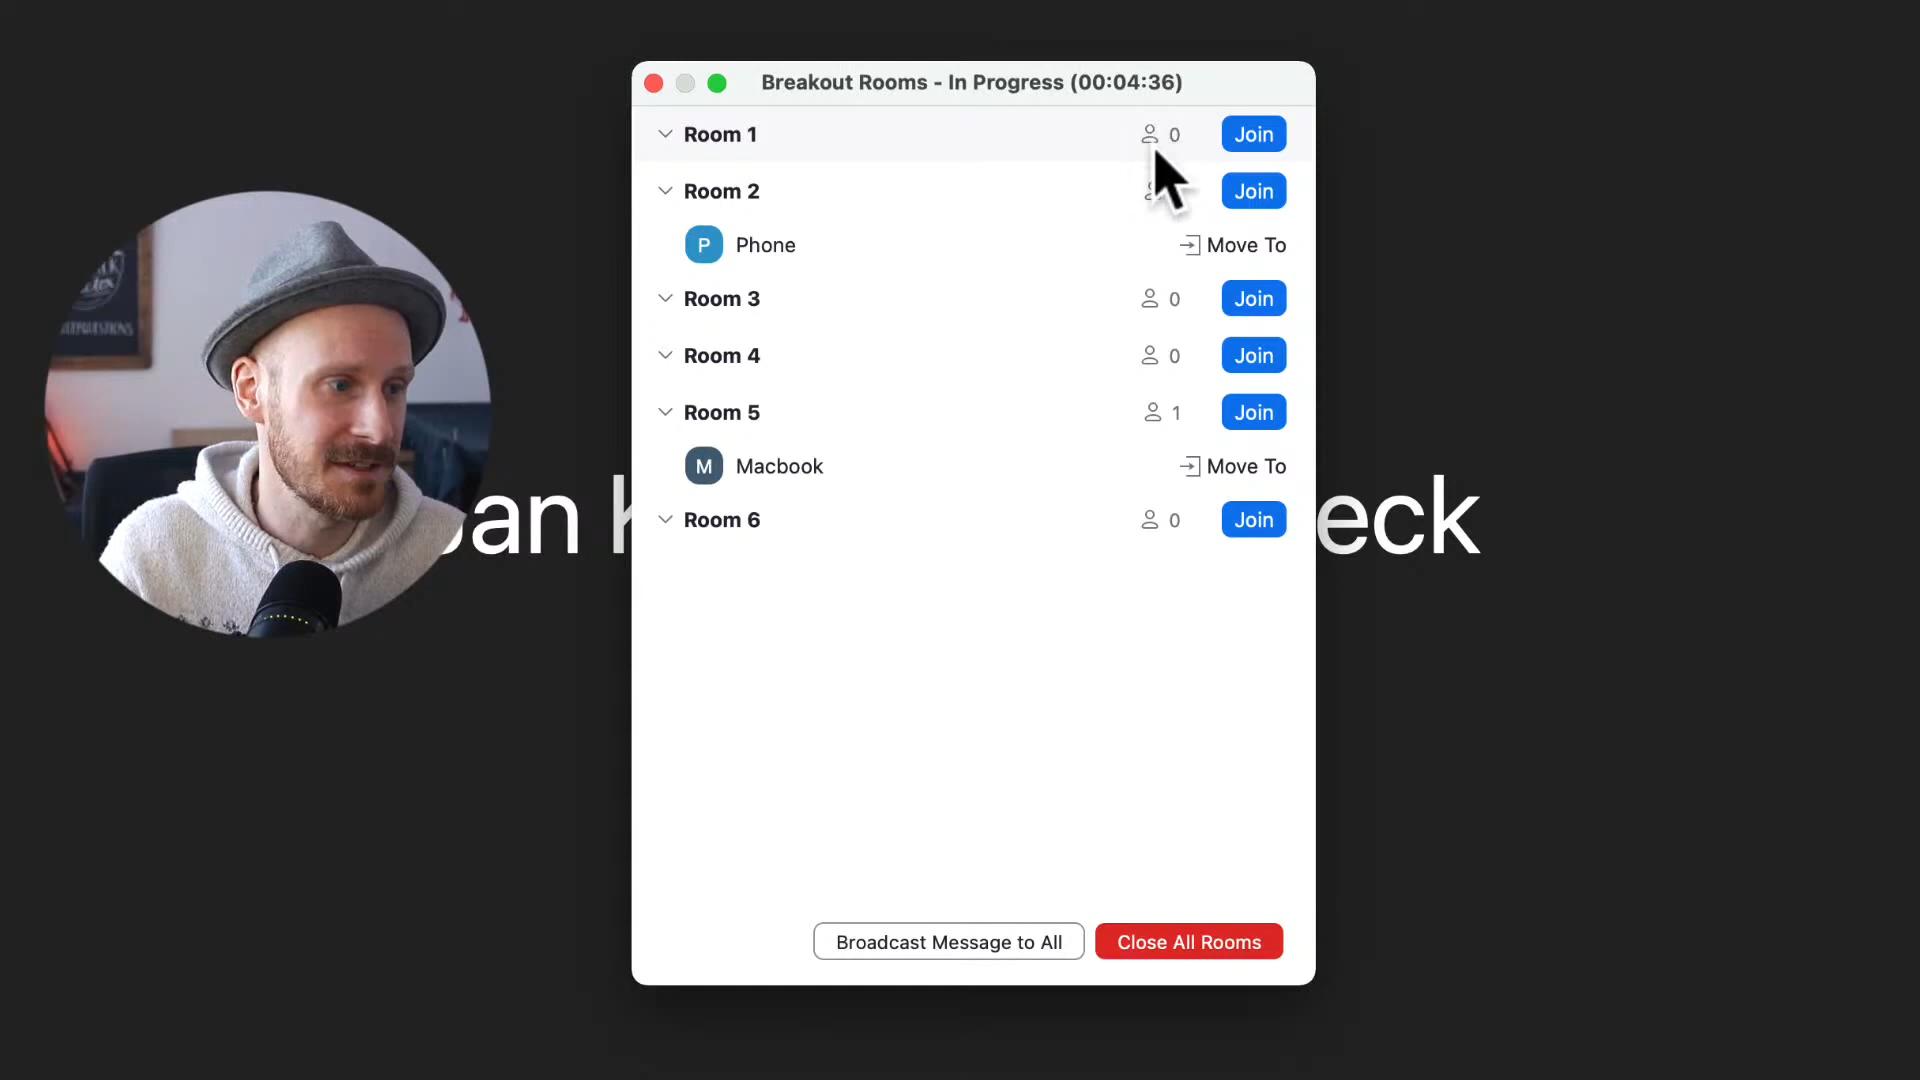 Breakout Rooms - In Progress (00:04:36)
Room 1 0 Join
Room 2 Join
P Phone Move To
Room 3 0 Join
Room 4 0 Join
Room 5 1 Join
M Macbook Move To
an eck
Room 6 0 Join
Broadcast Message to All Close All Rooms